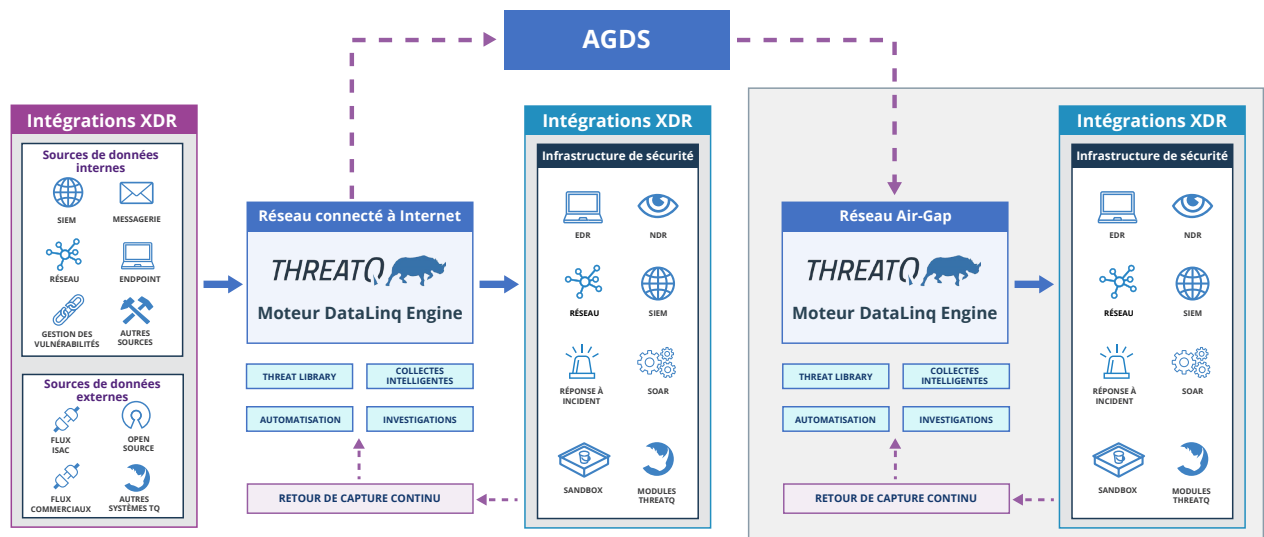 AGDS
Intégrations XDR
Sources de données
internes
SIEM
MESSAGERIE
RÉSEAU
ENDPOINT
GESTION DES
VULNÉRABILITÉS
AUTRES
SOURCES
Sources de données
externes
FLUX
ISAC
OPEN
SOURCE
FLUX
COMMERCIAUX
AUTRES
SYSTÈMES TQ
Réseau connecté à Internet
THREATQ
Moteur DataLinq Engine
THREAT LIBRARY
COLLECTES
INTELLIGENTES
AUTOMATISATION
INVESTIGATIONS
RETOUR DE CAPTURE CONTINU
Intégrations XDR
Infrastructure de sécurité
EDR
NDR
RÉSEAU
SIEM
RÉPONSE À
INCIDENT
SOAR
SANDBOX
MODULES
THREATQ
Réseau Air-Gap
THREATQ
Moteur DataLinq Engine
THREAT LIBRARY
COLLECTES
INTELLIGENTES
AUTOMATISATION
INVESTIGATIONS
RETOUR DE CAPTURE CONTINU
Intégrations XDR
Infrastructure de sécurité
EDR
NDR
RÉSEAU
SIEM
RÉPONSE À
INCIDENT
SOAR
SANDBOX
MODULES
THREATQ